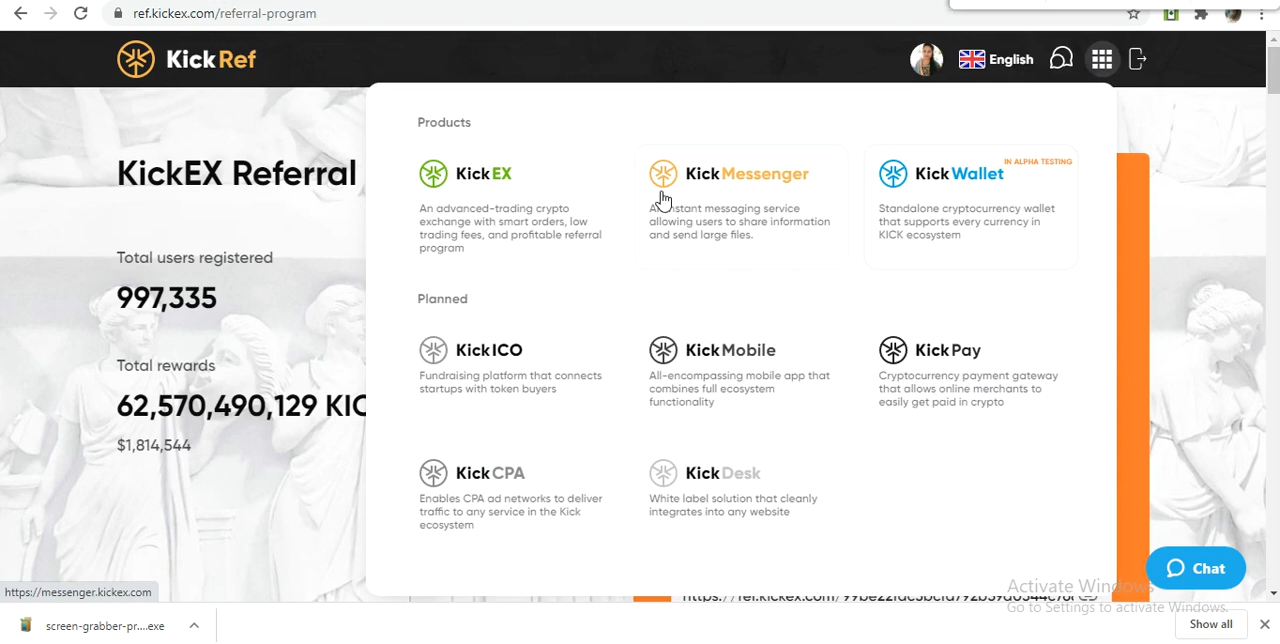 ref.kickex.com/referral-program
KickRef
English
KickEX Referral
Total users registered
997,335
Total rewards
62,570,490,129
$1,814,544
Products
KickEX
An advanced-trading crypto
exchange with smart orders, low
trading fees, and profitable referral
program
KickMessenger
instant messaging service
allowing users to share information
and send large files.
IN ALPHA TESTING
KickWallet
Standalone cryptocurrency wallet
that supports every currency in
KICK ecosystem
Planned
KickICO
Fundraising platform that connects
startups with token buyers
KickMobile
All-encompassing mobile app that
combines full ecosystem
functionality
KickPay
Cryptocurrency payment gateway
that allows online merchants to
easily get paid in crypto
KickCPA
Enables CPA ad networks to deliver
traffic to any service in the Kick
ecosystem
KickDesk
White label solution that cleanly
integrates into any website
Chat
Activate Windows
Go to Settings to activate Windows.
https://messenger.kickex.com
screen-grabber-pr....exe
Show all